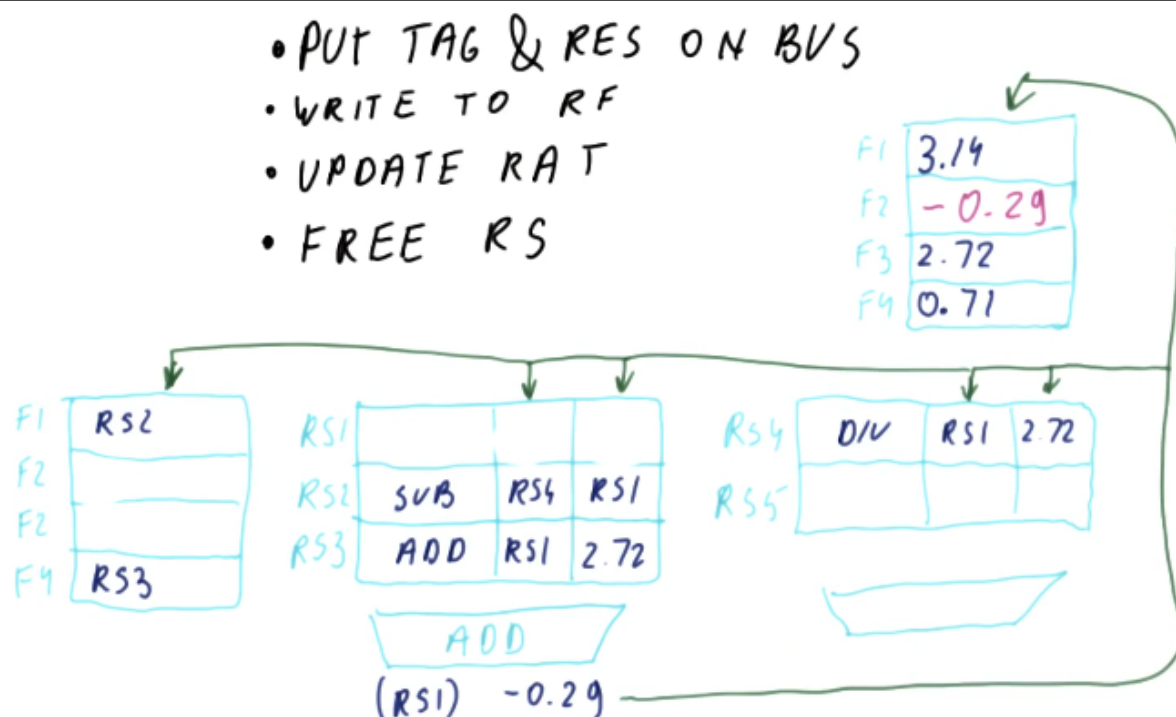 • PUT TAG & RES ON BUS
• WRITE TO RF
• UPDATE RAT
• FREE RS
F1 3.14
F2 -0.29
F3 2.72
F4 0.71
F1 RS2
F2
F2
F4 RS3
RS1
RS2 SUB RS4 RS1
RS3 ADD RS1 2.72
ADD
(RS1) -0.29
RS4 DIV RS1 2.72
RS5